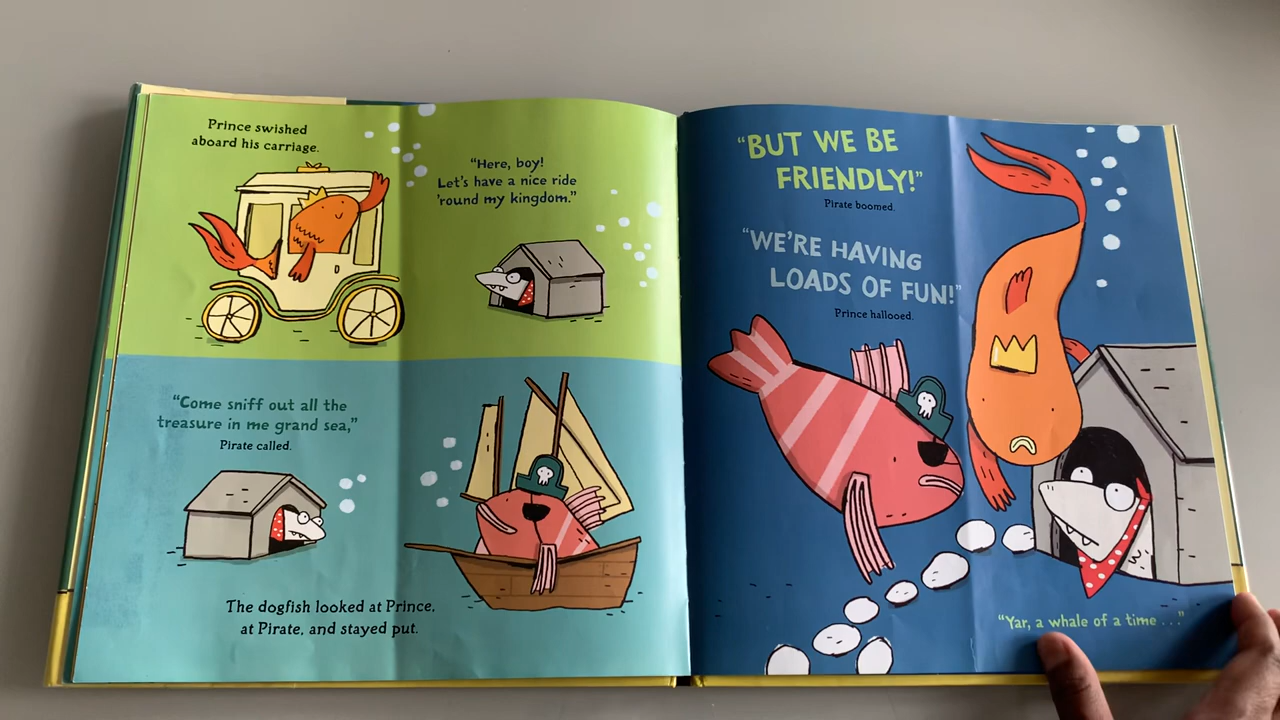 Prince swished
aboard his carriage.
"Here, boy!
Let's have a nice ride
'round my kingdom."
"Come sniff out all the
treasure in me grand sea,"
Pirate called.
The dogfish looked at Prince,
at Pirate, and stayed put.
"BUT WE BE
FRIENDLY!"
Pirate boomed.
"WE'RE HAVING
LOADS OF FUN!"
Prince hallooed.
"Yar, a whale of a time . . ."